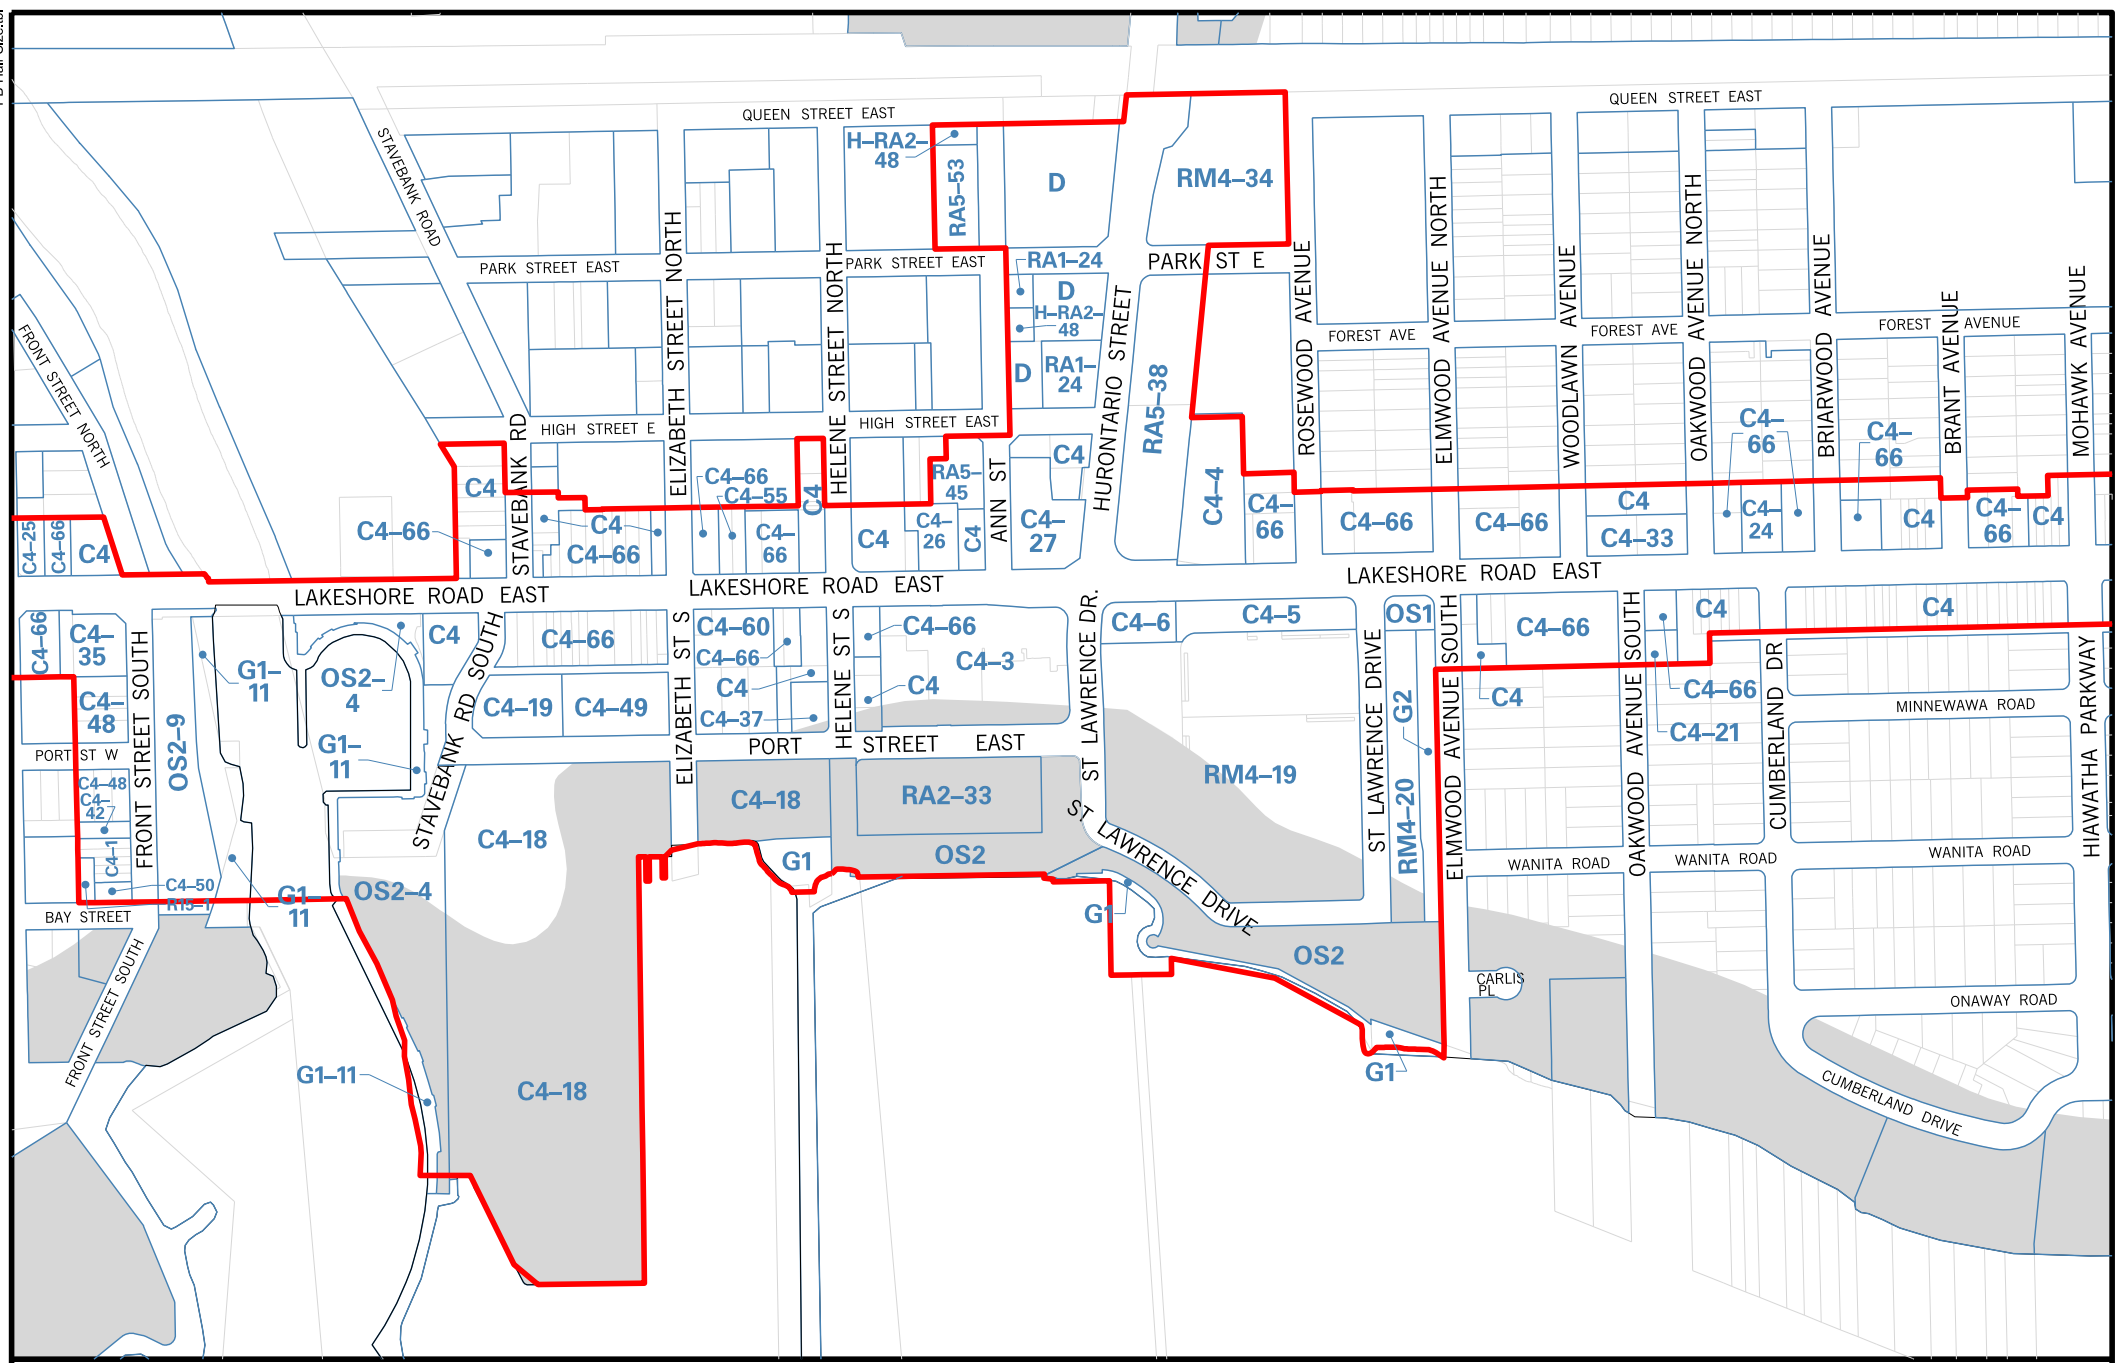 QUEEN STREET EAST
QUEEN STREET EAST
STAVEBANK ROAD
H–RA2–
48
RA5–53
D
RM4–34
ELIZABETH STREET NORTH
HELENE STREET NORTH
PARK STREET EAST
PARK STREET EAST
RA1–24
D
H–RA2–
48
D
RA1–
24
PARK ST E
HURONTARIO STREET
RA5–38
ROSEWOOD AVENUE
ELMWOOD AVENUE NORTH
WOODLAWN AVENUE
OAKWOOD AVENUE NORTH
BRIARWOOD AVENUE
BRANT AVENUE
MOHAWK AVENUE
FOREST AVE
FOREST AVE
FOREST AVENUE
FRONT STREET NORTH
HIGH STREET E
HIGH STREET EAST
STAVEBANK RD
ANN ST
C4–25
C4–66
C4
C4–66
C4
C4
C4–66
C4–66
C4–55
C4–
66
C4
C4
RA5–
45
C4–
26
C4
C4
C4–
27
C4–4
C4–
66
C4–66
C4–66
C4
C4–33
C4–
66
C4–
24
C4–
66
C4
C4–
66
C4
LAKESHORE ROAD EAST
LAKESHORE ROAD EAST
LAKESHORE ROAD EAST
C4–66
C4–
35
C4–
48
FRONT STREET SOUTH
OS2–9
G1–
11
OS2–
4
G1–
11
C4
STAVEBANK RD SOUTH
C4–66
C4–19
C4–49
ELIZABETH ST S
C4–60
C4–66
C4
C4–37
HELENE ST S
C4–66
C4–3
C4
ST LAWRENCE DR.
C4–6
C4–5
RM4–19
ST LAWRENCE DRIVE
OS1
G2
RM4–20
ELMWOOD AVENUE SOUTH
C4–66
C4
OAKWOOD AVENUE SOUTH
C4
C4–66
C4–21
CUMBERLAND DR
C4
MINNEWAWA ROAD
HIAWATHA PARKWAY
PORT ST W
C4–48
C4–
42
C4–1
C4–50
R15–1
BAY STREET
FRONT STREET SOUTH
G1–
11
OS2–4
C4–18
PORT STREET EAST
C4–18
RA2–33
OS2
G1
ST LAWRENCE DRIVE
G1
OS2
G1
WANITA ROAD
WANITA ROAD
WANITA ROAD
CARLIS
PL
ONAWAY ROAD
CUMBERLAND DRIVE
G1–11
C4–18